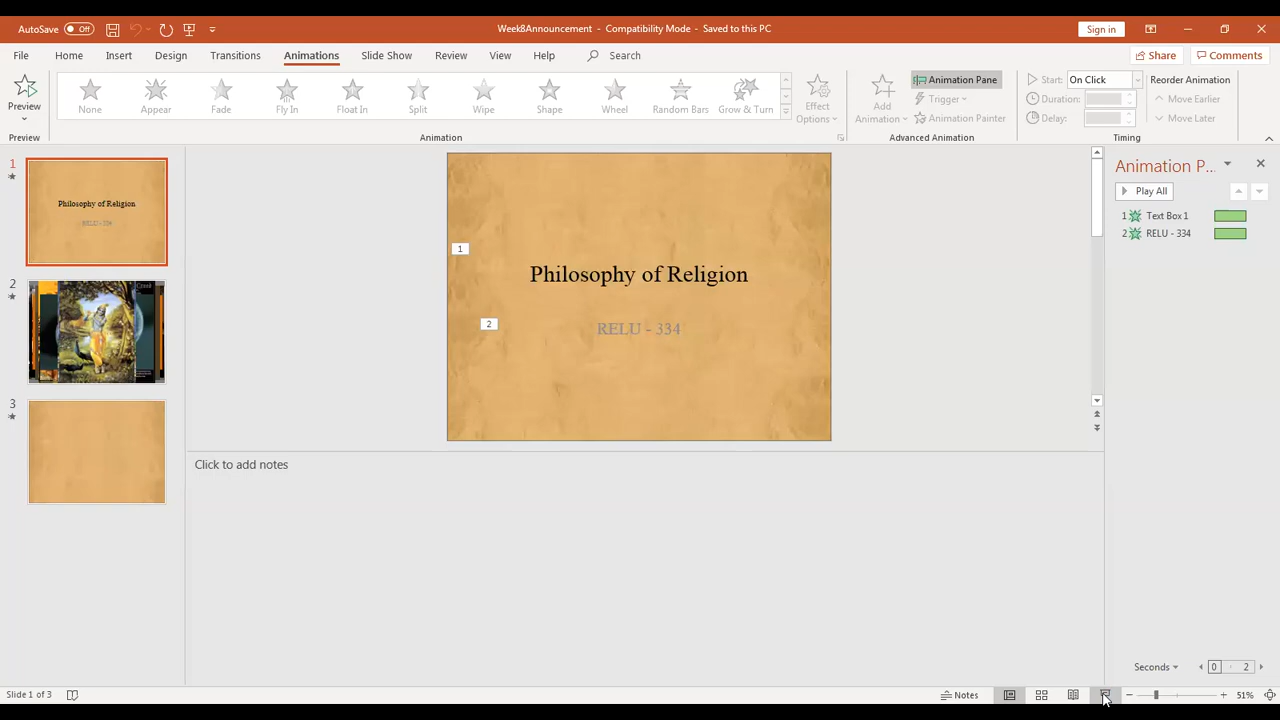 AutoSave Off
Week8Announcement - Compatibility Mode - Saved to this PC
Sign in
File Home Insert Design Transitions Animations Slide Show Review View Help Search
Share Comments
Preview
None Appear Fade Fly In Float In Split Wipe Shape Wheel Random Bars Grow & Turn
Effect Options
Add Animation
Animation Pane
Trigger
Animation Painter
Start: On Click
Duration:
Delay:
Reorder Animation
Move Earlier
Move Later
Preview Animation Advanced Animation Timing
1
Philosophy of Religion
RELU - 334
2
3
1
Philosophy of Religion
2
RELU - 334
Click to add notes
Animation P...
Play All
1 Text Box 1
2 RELU - 334
Seconds 0 2
Slide 1 of 3
Notes
51%